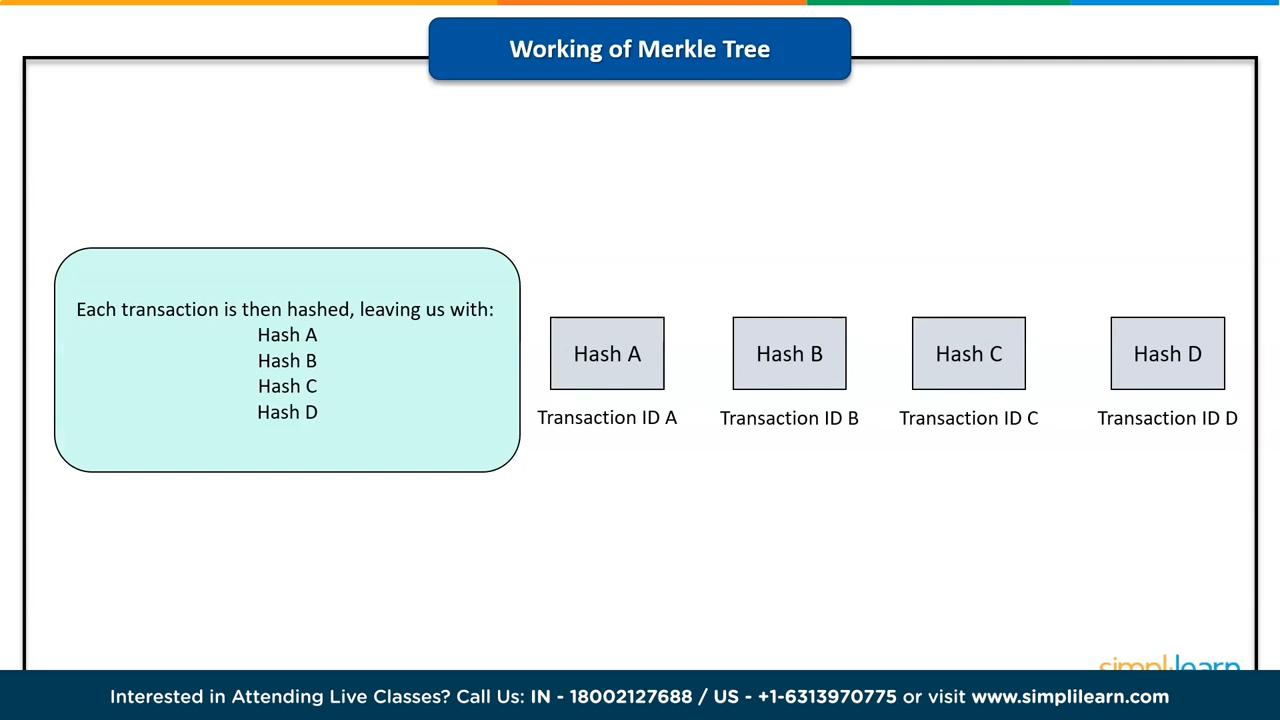 Working of Merkle Tree
Each transaction is then hashed, leaving us with:
Hash A
Hash B
Hash C
Hash D
Hash A
Hash B
Hash C
Hash D
Transaction ID A
Transaction ID B
Transaction ID C
Transaction ID D
simplilearn
Interested in Attending Live Classes? Call Us: IN - 18002127688 / US - +1-6313970775 or visit www.simplilearn.com